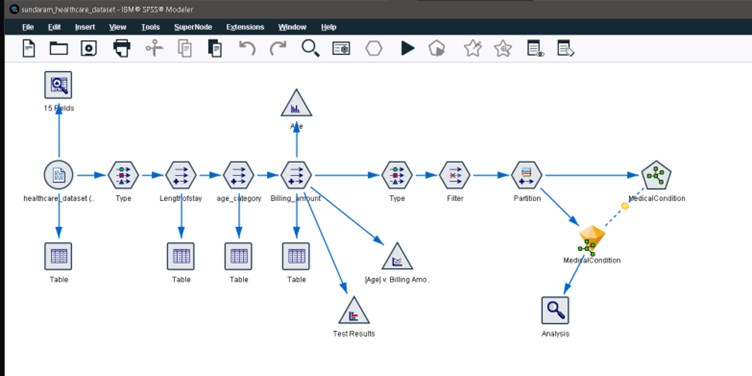 sundaram_healthcare_dataset - IBM® SPSS® Modeler
File Edit Insert View Tools SuperNode Extensions Window Help
15 Fields
Age
healthcare_dataset (..
Type
Lengthofstay
age_category
Billing_amount
Type
Filter
Partition
MedicalCondition
MedicalCondition
Table
Table
Table
Table
[Age] v. Billing Amo..
Test Results
Analysis